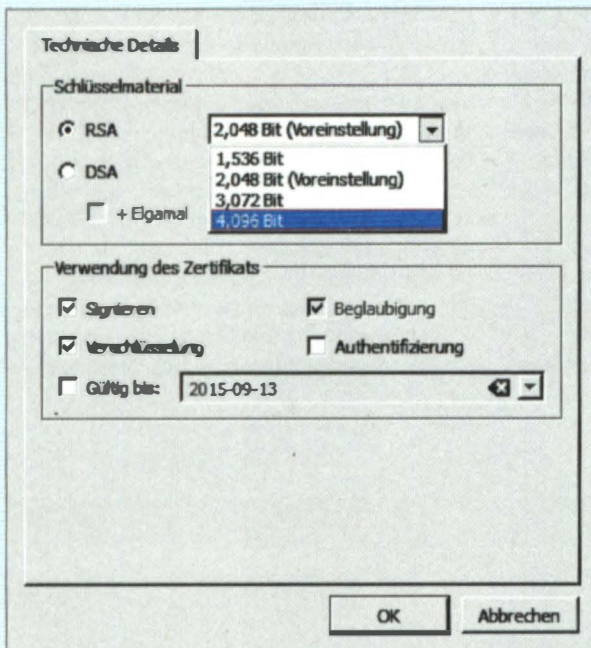 Technische Details
Schlüsselmaterial
RSA 2,048 Bit (Voreinstellung)
1,536 Bit
DSA 2,048 Bit (Voreinstellung)
3,072 Bit
+ Elgamal 4,096 Bit
Verwendung des Zertifikats
Signieren Beglaubigung
Verschlüsselung Authentifizierung
Gültig bis: 2015-09-13
OK Abbrechen